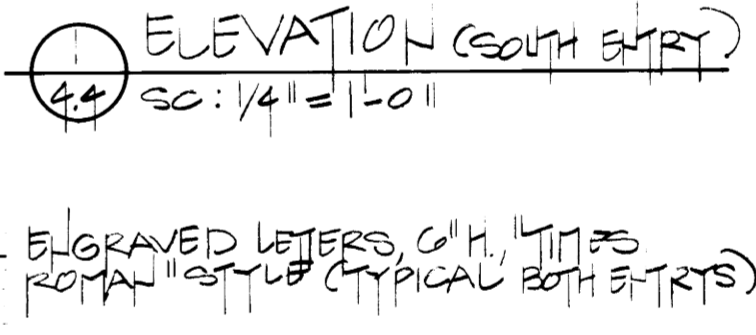 1
ELEVATION (SOUTH ENTRY)
4.4 SC: 1/4" = 1'-0"
ENGRAVED LETTERS, 6"H., "TIMES
ROMAN" STYLE (TYPICAL BOTH ENTRYS)